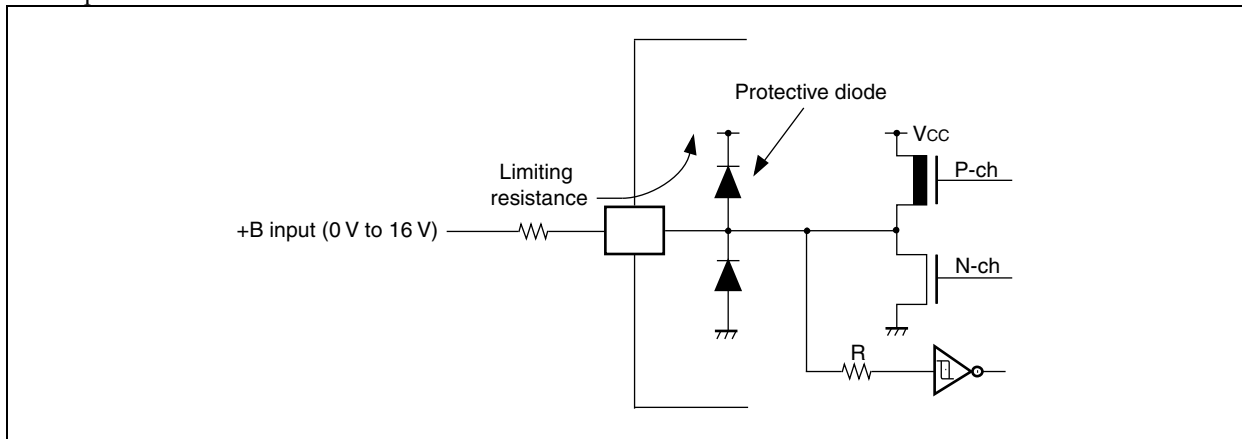 Protective diode
VCC
P-ch
Limiting
resistance
+B input (0 V to 16 V)
N-ch
R